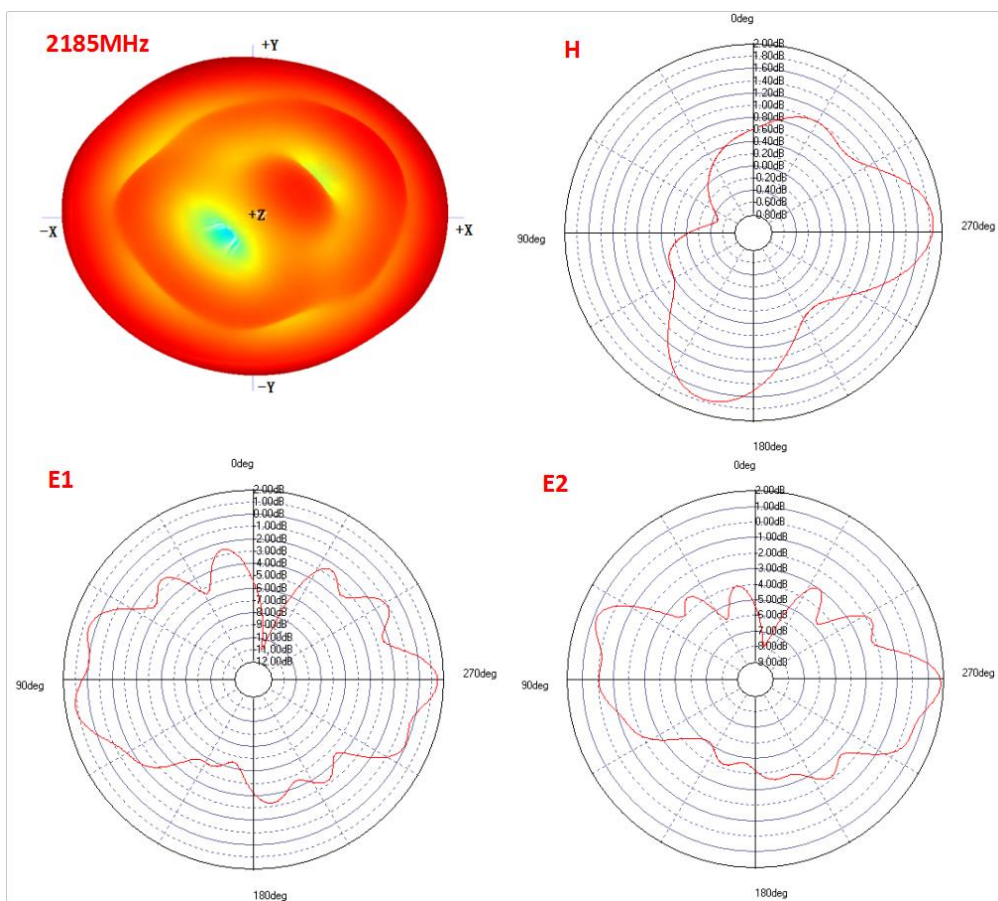 2185MHz
+Y
−X
+Z
+X
−Y
H
0deg
2.00dB
1.80dB
1.60dB
1.40dB
1.20dB
1.00dB
0.80dB
0.60dB
0.40dB
0.20dB
0.00dB
0.20dB
0.40dB
0.60dB
0.80dB
90deg
270deg
180deg
E1
0deg
2.00dB
1.00dB
0.00dB
1.00dB
2.00dB
3.00dB
4.00dB
5.00dB
6.00dB
7.00dB
8.00dB
9.00dB
10.00dB
11.00dB
12.00dB
90deg
270deg
180deg
E2
0deg
2.00dB
1.00dB
0.00dB
1.00dB
2.00dB
3.00dB
4.00dB
5.00dB
6.00dB
7.00dB
8.00dB
9.00dB
90deg
270deg
180deg